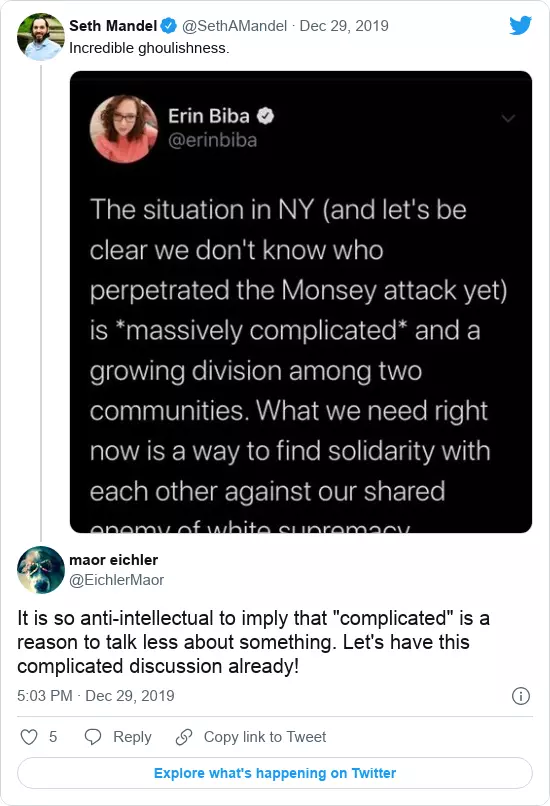 Seth Mandel @SethAMandel · Dec 29, 2019
Incredible ghoulishness.
Erin Biba
@erinbiba
The situation in NY (and let's be
clear we don't know who
perpetrated the Monsey attack yet)
is *massively complicated* and a
growing division among two
communities. What we need right
now is a way to find solidarity with
each other against our shared
enemy of white supremacy
maor eichler
@EichlerMaor
It is so anti-intellectual to imply that "complicated" is a
reason to talk less about something. Let's have this
complicated discussion already!
5:03 PM · Dec 29, 2019
5 Reply Copy link to Tweet
Explore what's happening on Twitter